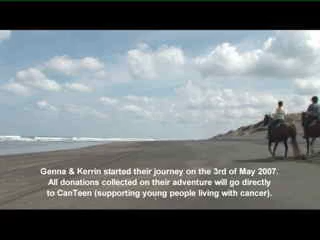 Genna & Kerrin started their journey on the 3rd of May 2007.
All donations collected on their adventure will go directly
to CanTeen (supporting young people living with cancer).